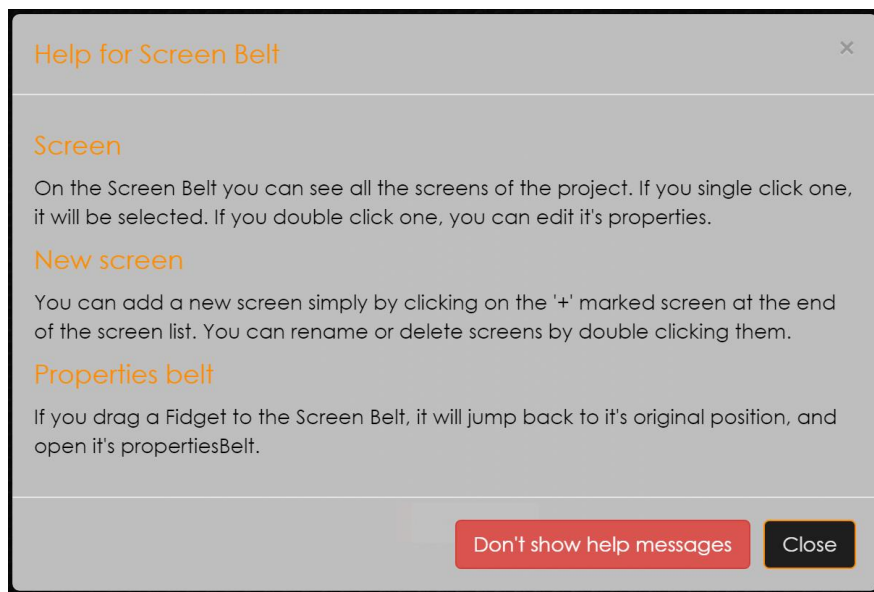 Help for Screen Belt
×
Screen
On the Screen Belt you can see all the screens of the project. If you single click one,
it will be selected. If you double click one, you can edit it's properties.
New screen
You can add a new screen simply by clicking on the '+' marked screen at the end
of the screen list. You can rename or delete screens by double clicking them.
Properties belt
If you drag a Fidget to the Screen Belt, it will jump back to it's original position, and
open it's propertiesBelt.
Don't show help messages
Close